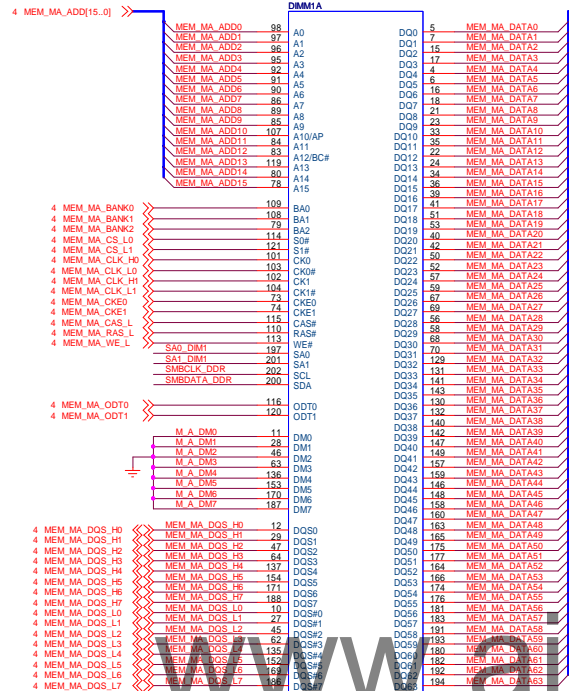 DIMM1A
4 MEM_MA_ADD[15..0]
MEM_MA_ADD0 98 A0
MEM_MA_ADD1 97 A1
MEM_MA_ADD2 96 A2
MEM_MA_ADD3 95 A3
MEM_MA_ADD4 92 A4
MEM_MA_ADD5 91 A5
MEM_MA_ADD6 90 A6
MEM_MA_ADD7 86 A7
MEM_MA_ADD8 89 A8
MEM_MA_ADD9 85 A9
MEM_MA_ADD10 107 A10/AP
MEM_MA_ADD11 84 A11
MEM_MA_ADD12 83 A12/BC#
MEM_MA_ADD13 119 A13
MEM_MA_ADD14 80 A14
MEM_MA_ADD15 78 A15
4 MEM_MA_BANK0 109 BA0
4 MEM_MA_BANK1 108 BA1
4 MEM_MA_BANK2 79 BA2
4 MEM_MA_CS_L0 114 S0#
4 MEM_MA_CS_L1 121 S1#
4 MEM_MA_CLK_H0 101 CK0
4 MEM_MA_CLK_L0 103 CK0#
4 MEM_MA_CLK_H1 102 CK1
4 MEM_MA_CLK_L1 104 CK1#
4 MEM_MA_CKE0 73 CKE0
4 MEM_MA_CKE1 74 CKE1
4 MEM_MA_CAS_L 115 CAS#
4 MEM_MA_RAS_L 110 RAS#
4 MEM_MA_WE_L 113 WE#
SA0_DIM1 197 SA0
SA1_DIM1 201 SA1
SMBCLK_DDR 202 SCL
SMBDATA_DDR 200 SDA
4 MEM_MA_ODT0 116 ODT0
4 MEM_MA_ODT1 120 ODT1
M_A_DM0 11 DM0
M_A_DM1 28 DM1
M_A_DM2 46 DM2
M_A_DM3 63 DM3
M_A_DM4 136 DM4
M_A_DM5 153 DM5
M_A_DM6 170 DM6
M_A_DM7 187 DM7
4 MEM_MA_DQS_H0 MEM_MA_DQS_H0 12 DQS0
4 MEM_MA_DQS_H1 MEM_MA_DQS_H1 29 DQS1
4 MEM_MA_DQS_H2 MEM_MA_DQS_H2 47 DQS2
4 MEM_MA_DQS_H3 MEM_MA_DQS_H3 64 DQS3
4 MEM_MA_DQS_H4 MEM_MA_DQS_H4 137 DQS4
4 MEM_MA_DQS_H5 MEM_MA_DQS_H5 154 DQS5
4 MEM_MA_DQS_H6 MEM_MA_DQS_H6 171 DQS6
4 MEM_MA_DQS_H7 MEM_MA_DQS_H7 188 DQS7
4 MEM_MA_DQS_L0 MEM_MA_DQS_L0 10 DQS#0
4 MEM_MA_DQS_L1 MEM_MA_DQS_L1 27 DQS#1
4 MEM_MA_DQS_L2 MEM_MA_DQS_L2 45 DQS#2
4 MEM_MA_DQS_L3 MEM_MA_DQS_L3 62 DQS#3
4 MEM_MA_DQS_L4 MEM_MA_DQS_L4 135 DQS#4
4 MEM_MA_DQS_L5 MEM_MA_DQS_L5 152 DQS#5
4 MEM_MA_DQS_L6 MEM_MA_DQS_L6 169 DQS#6
4 MEM_MA_DQS_L7 MEM_MA_DQS_L7 186 DQS#7
DQ0 5 MEM_MA_DATA0
DQ1 7 MEM_MA_DATA1
DQ2 15 MEM_MA_DATA2
DQ3 17 MEM_MA_DATA3
DQ4 4 MEM_MA_DATA4
DQ5 6 MEM_MA_DATA5
DQ6 16 MEM_MA_DATA6
DQ7 18 MEM_MA_DATA7
DQ8 21 MEM_MA_DATA8
DQ9 23 MEM_MA_DATA9
DQ10 33 MEM_MA_DATA10
DQ11 35 MEM_MA_DATA11
DQ12 22 MEM_MA_DATA12
DQ13 24 MEM_MA_DATA13
DQ14 34 MEM_MA_DATA14
DQ15 36 MEM_MA_DATA15
DQ16 39 MEM_MA_DATA16
DQ17 41 MEM_MA_DATA17
DQ18 51 MEM_MA_DATA18
DQ19 53 MEM_MA_DATA19
DQ20 40 MEM_MA_DATA20
DQ21 42 MEM_MA_DATA21
DQ22 50 MEM_MA_DATA22
DQ23 52 MEM_MA_DATA23
DQ24 57 MEM_MA_DATA24
DQ25 59 MEM_MA_DATA25
DQ26 67 MEM_MA_DATA26
DQ27 69 MEM_MA_DATA27
DQ28 56 MEM_MA_DATA28
DQ29 58 MEM_MA_DATA29
DQ30 68 MEM_MA_DATA30
DQ31 70 MEM_MA_DATA31
DQ32 129 MEM_MA_DATA32
DQ33 131 MEM_MA_DATA33
DQ34 141 MEM_MA_DATA34
DQ35 143 MEM_MA_DATA35
DQ36 130 MEM_MA_DATA36
DQ37 132 MEM_MA_DATA37
DQ38 140 MEM_MA_DATA38
DQ39 142 MEM_MA_DATA39
DQ40 147 MEM_MA_DATA40
DQ41 149 MEM_MA_DATA41
DQ42 157 MEM_MA_DATA42
DQ43 159 MEM_MA_DATA43
DQ44 146 MEM_MA_DATA44
DQ45 148 MEM_MA_DATA45
DQ46 158 MEM_MA_DATA46
DQ47 160 MEM_MA_DATA47
DQ48 163 MEM_MA_DATA48
DQ49 165 MEM_MA_DATA49
DQ50 175 MEM_MA_DATA50
DQ51 177 MEM_MA_DATA51
DQ52 164 MEM_MA_DATA52
DQ53 166 MEM_MA_DATA53
DQ54 174 MEM_MA_DATA54
DQ55 176 MEM_MA_DATA55
DQ56 181 MEM_MA_DATA56
DQ57 183 MEM_MA_DATA57
DQ58 191 MEM_MA_DATA58
DQ59 193 MEM_MA_DATA59
DQ60 180 MEM_MA_DATA60
DQ61 182 MEM_MA_DATA61
DQ62 192 MEM_MA_DATA62
DQ63 194 MEM_MA_DATA63